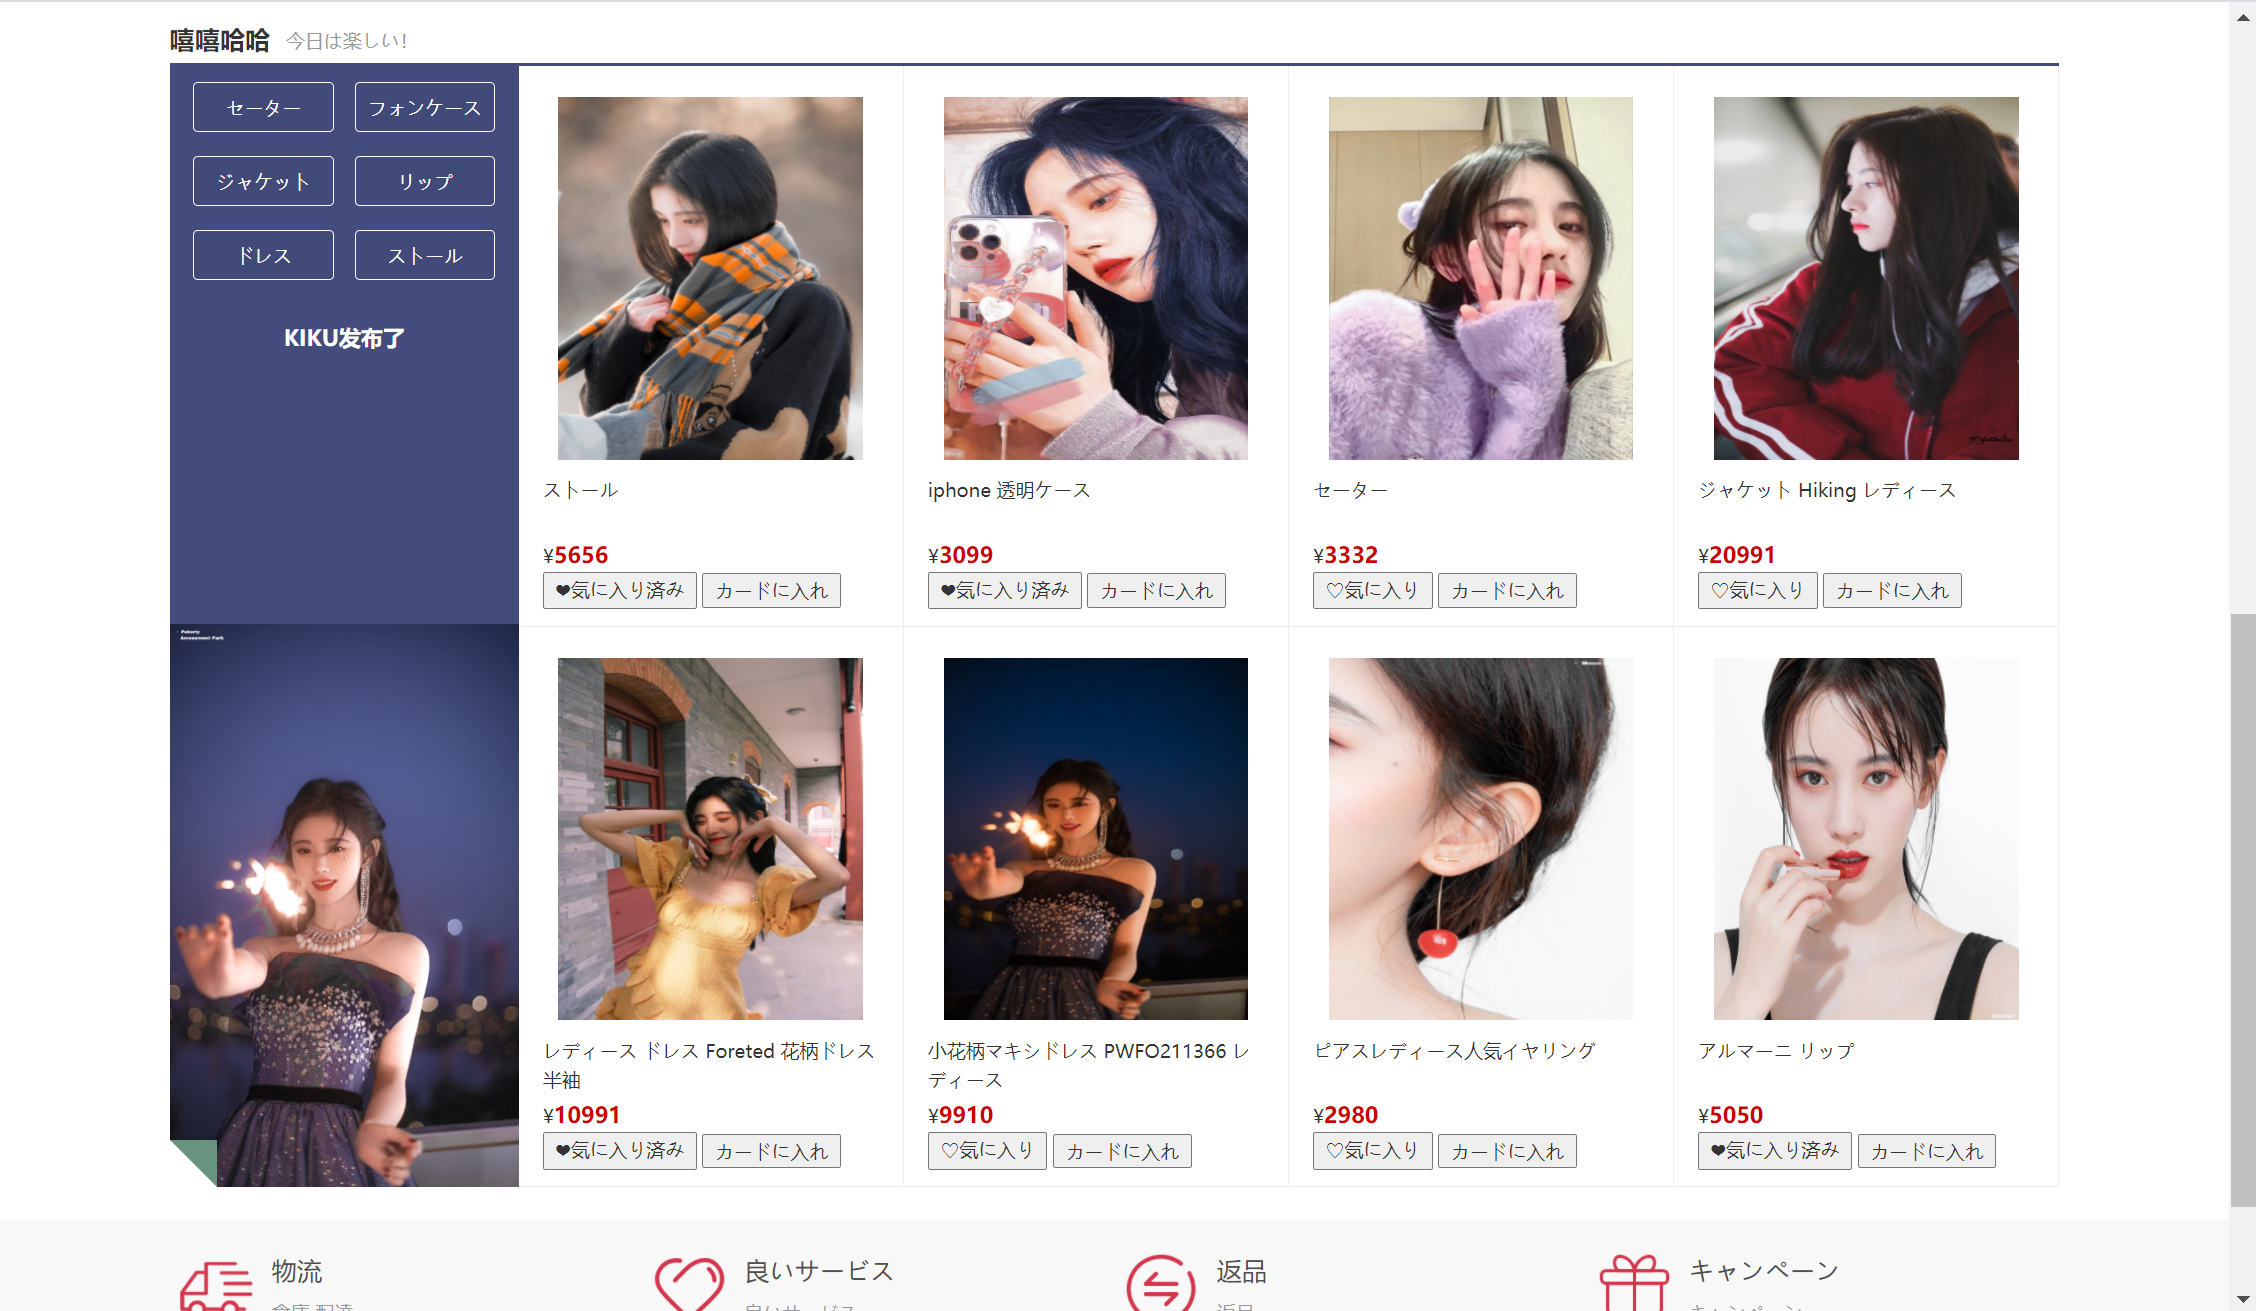 嘻嘻哈哈 今日は楽しい！
セーター フォンケース
ジャケット リップ
ドレス ストール
KIKU发布了
ストール
¥5656
❤気に入り済み カードに入れ
iphone 透明ケース
¥3099
❤気に入り済み カードに入れ
セーター
¥3332
♡気に入り カードに入れ
ジャケット Hiking レディース
¥20991
♡気に入り カードに入れ
Puberty
Amusement Park
レディース ドレス Foreted 花柄ドレス
半袖
¥10991
❤気に入り済み カードに入れ
小花柄マキシドレス PWFO211366 レ
ディース
¥9910
♡気に入り カードに入れ
ピアスレディース人気イヤリング
¥2980
♡気に入り カードに入れ
アルマーニ リップ
¥5050
❤気に入り済み カードに入れ
物流
良いサービス
返品
キャンペーン